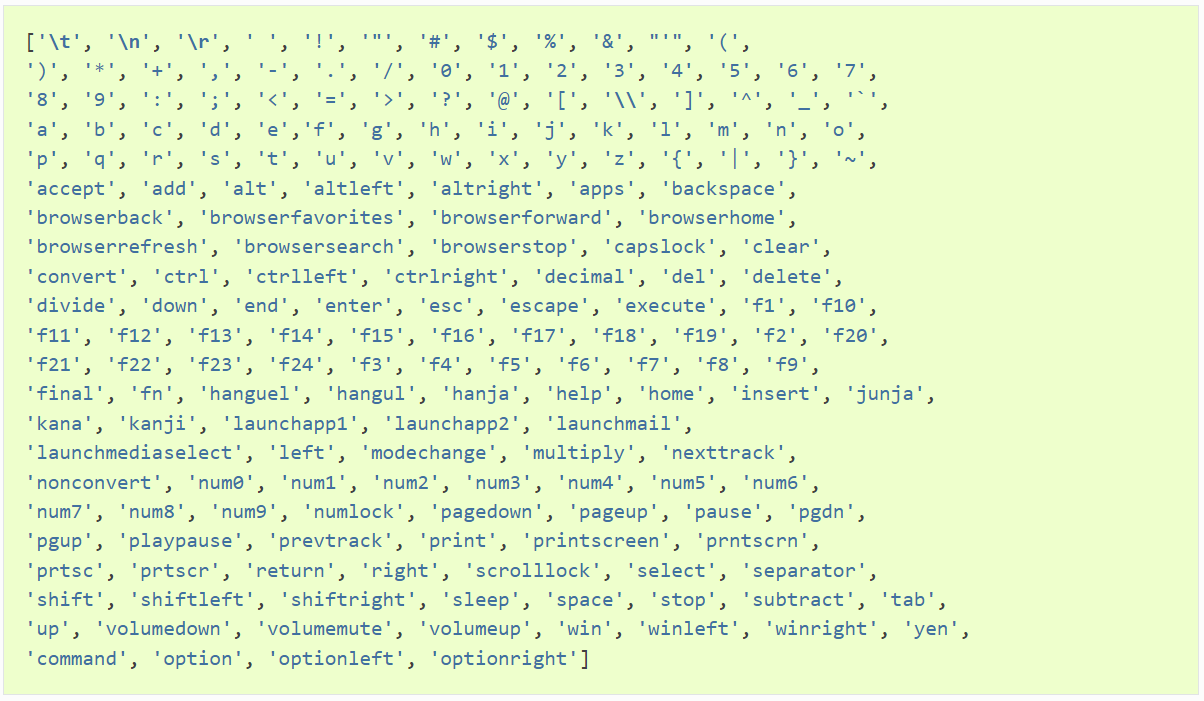 ['\t', '\n', '\r', ' ', '!', '"', '#', '$', '%', '&', "'", '(',
')', '*', '+', ',', '-', '.', '/', '0', '1', '2', '3', '4', '5', '6', '7',
'8', '9', ':', ';', '<', '=', '>', '?', '@', '[', '\\', ']', '^', '_', '`',
'a', 'b', 'c', 'd', 'e','f', 'g', 'h', 'i', 'j', 'k', 'l', 'm', 'n', 'o',
'p', 'q', 'r', 's', 't', 'u', 'v', 'w', 'x', 'y', 'z', '{', '|', '}', '~',
'accept', 'add', 'alt', 'altleft', 'altright', 'apps', 'backspace',
'browserback', 'browserfavorites', 'browserforward', 'browserhome',
'browserrefresh', 'browsersearch', 'browserstop', 'capslock', 'clear',
'convert', 'ctrl', 'ctrlleft', 'ctrlright', 'decimal', 'del', 'delete',
'divide', 'down', 'end', 'enter', 'esc', 'escape', 'execute', 'f1', 'f10',
'f11', 'f12', 'f13', 'f14', 'f15', 'f16', 'f17', 'f18', 'f19', 'f2', 'f20',
'f21', 'f22', 'f23', 'f24', 'f3', 'f4', 'f5', 'f6', 'f7', 'f8', 'f9',
'final', 'fn', 'hanguel', 'hangul', 'hanja', 'help', 'home', 'insert', 'junja',
'kana', 'kanji', 'launchapp1', 'launchapp2', 'launchmail',
'launchmediaselect', 'left', 'modechange', 'multiply', 'nexttrack',
'nonconvert', 'num0', 'num1', 'num2', 'num3', 'num4', 'num5', 'num6',
'num7', 'num8', 'num9', 'numlock', 'pagedown', 'pageup', 'pause', 'pgdn',
'pgup', 'playpause', 'prevtrack', 'print', 'printscreen', 'prntscrn',
'prtsc', 'prtscr', 'return', 'right', 'scrolllock', 'select', 'separator',
'shift', 'shiftleft', 'shiftright', 'sleep', 'space', 'stop', 'subtract', 'tab',
'up', 'volumedown', 'volumemute', 'volumeup', 'win', 'winleft', 'winright', 'yen',
'command', 'option', 'optionleft', 'optionright']